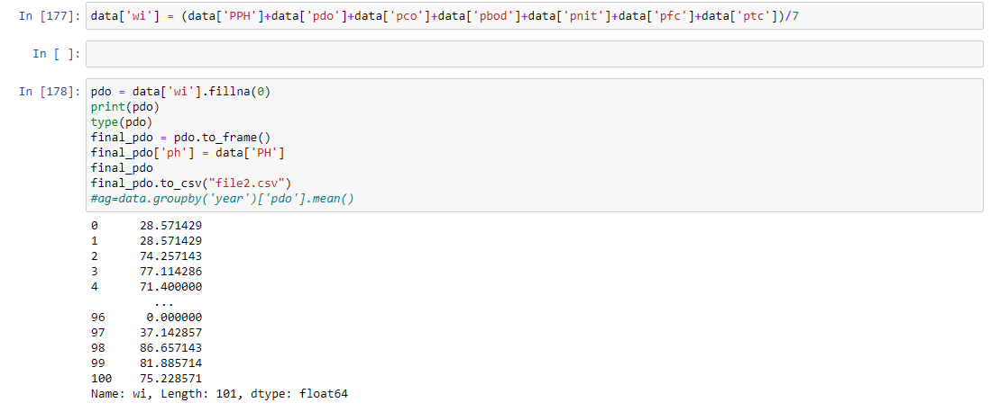 In [177]: data['wi'] = (data['PPH']+data['pdo']+data['pco']+data['pbod']+data['pnit']+data['pfc']+data['ptc'])/7
In [ ]:
In [178]: pdo = data['wi'].fillna(0)
print(pdo)
type(pdo)
final_pdo = pdo.to_frame()
final_pdo['ph'] = data['PH']
final_pdo
final_pdo.to_csv("file2.csv")
#ag=data.groupby('year')['pdo'].mean()
0 28.571429
1 28.571429
2 74.257143
3 77.114286
4 71.400000
...
96 0.000000
97 37.142857
98 86.657143
99 81.885714
100 75.228571
Name: wi, Length: 101, dtype: float64